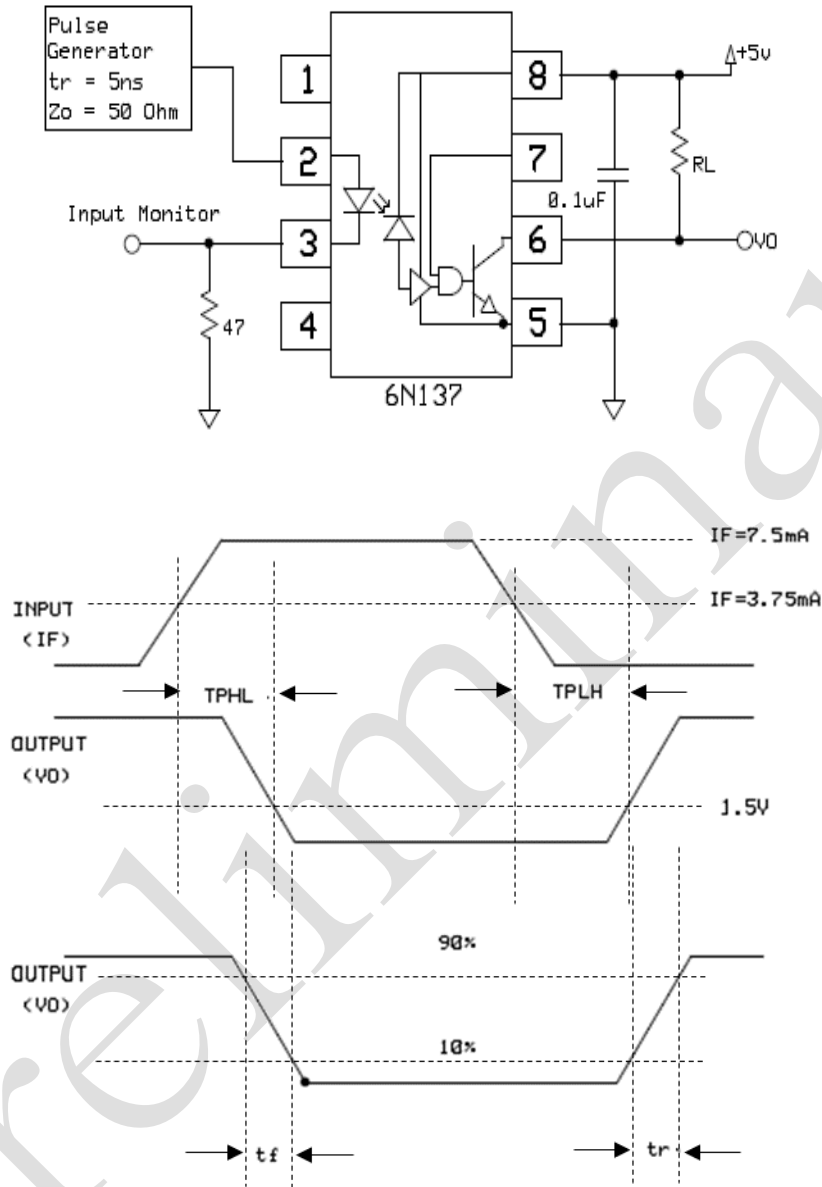 Pulse
Generator
tr = 5ns
Zo = 50 Ohm
1
2
3
4
8
7
6
5
+5v
RL
0.1uF
VO
Input Monitor
47
6N137
IF=7.5mA
INPUT
(IF)
IF=3.75mA
TPHL
TPLH
OUTPUT
(VO)
1.5V
90%
OUTPUT
(VO)
10%
tf
tr
relimina